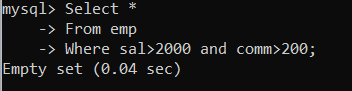 mysql> Select *
    -> From emp
    -> Where sal>2000 and comm>200;
Empty set (0.04 sec)